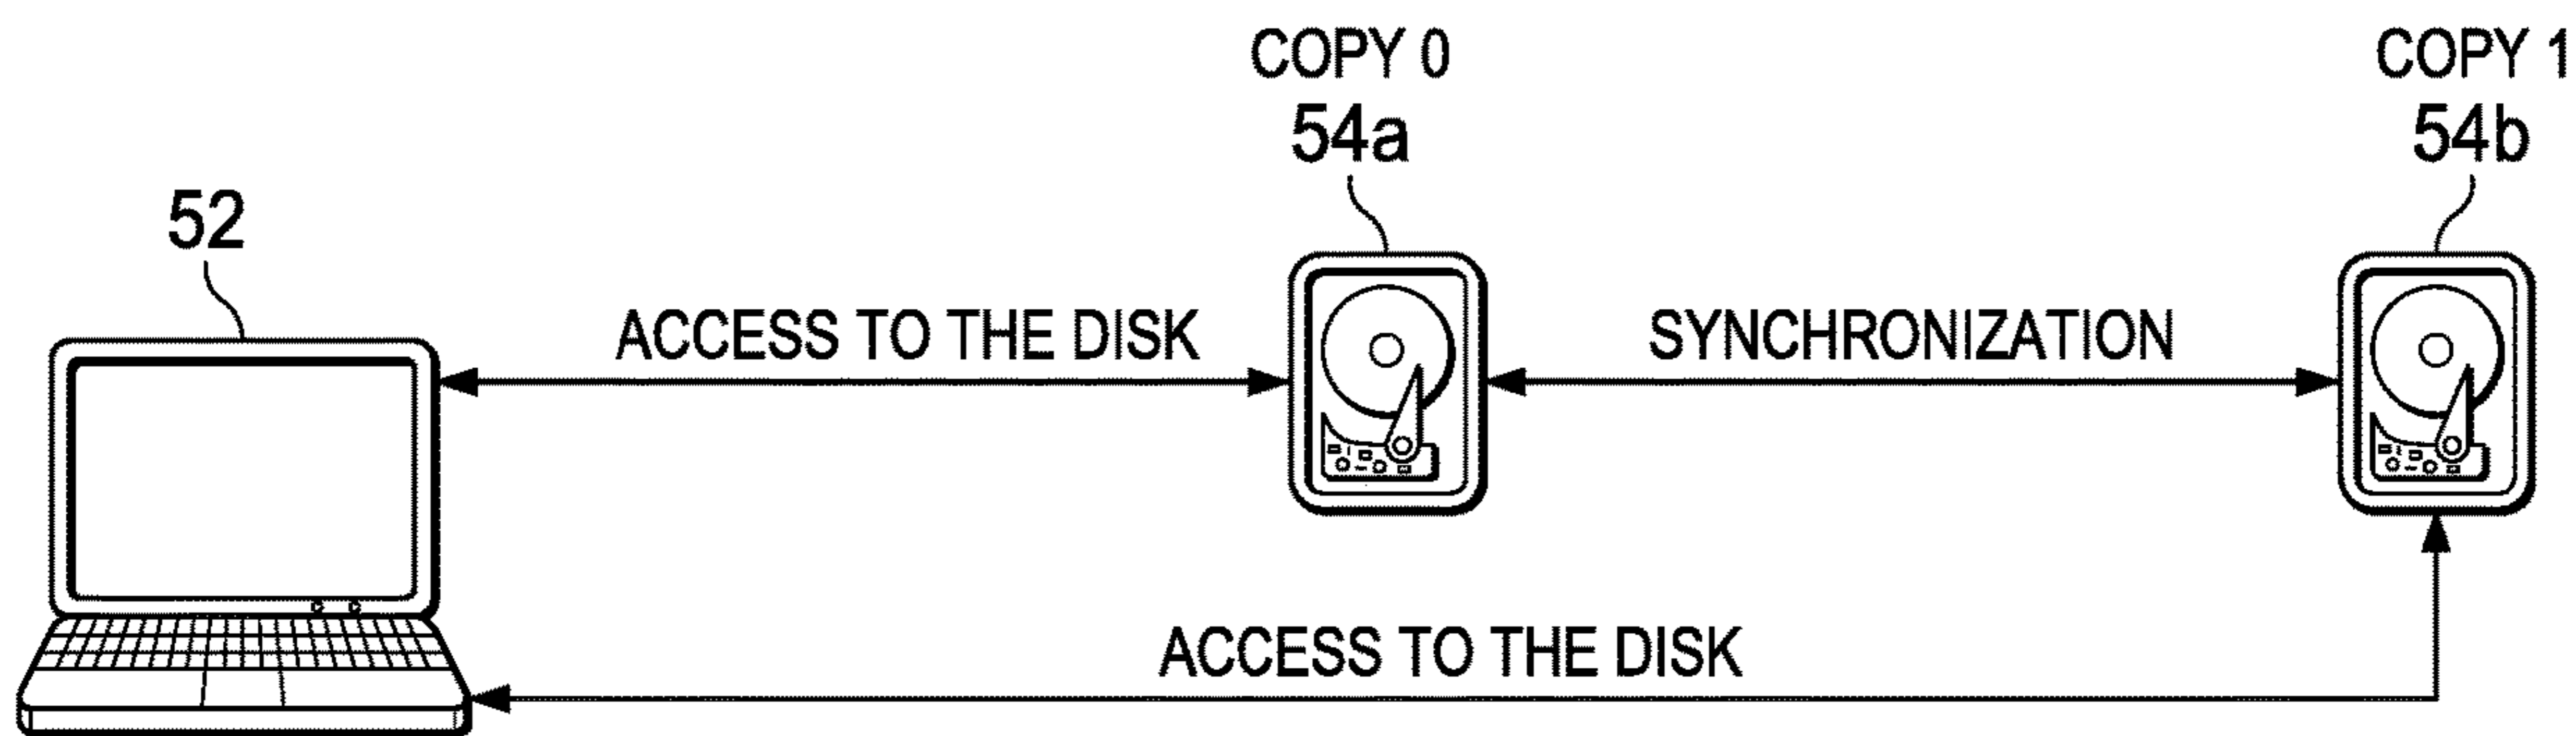 COPY 0
54a
COPY 1
54b
52
ACCESS TO THE DISK
SYNCHRONIZATION
ACCESS TO THE DISK